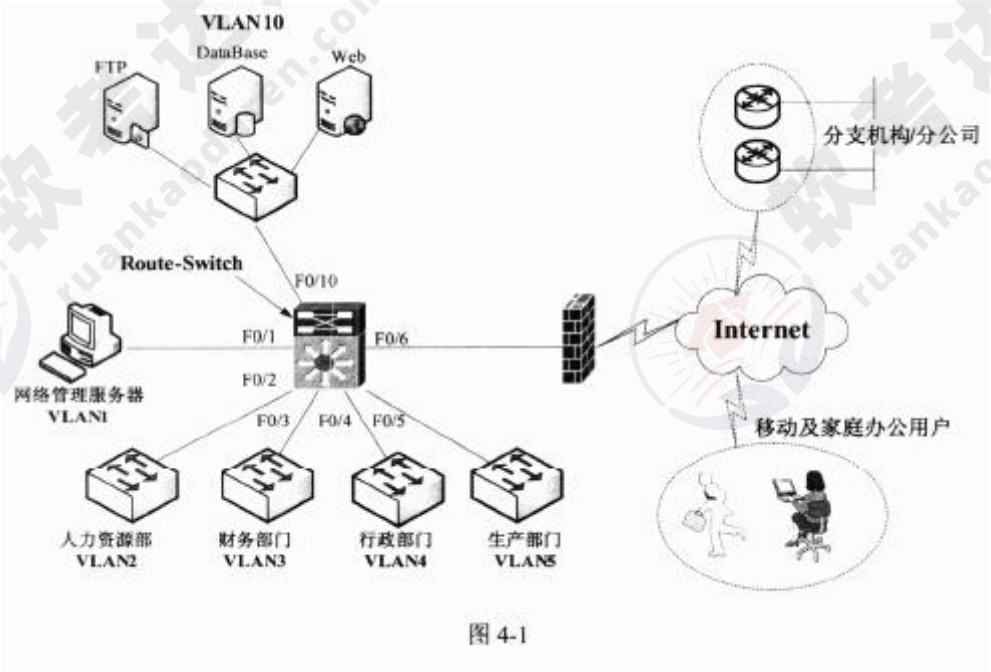 VLAN10
DataBase
FTP
Web
分支机构/分公司
Route-Switch
F0/10
F0/1
F0/6
Internet
F0/2
网络管理服务器
VLAN1
F0/3
F0/4
F0/5
移动及家庭办公用户
人力资源部
VLAN2
财务部门
VLAN3
行政部门
VLAN4
生产部门
VLAN5
图 4-1